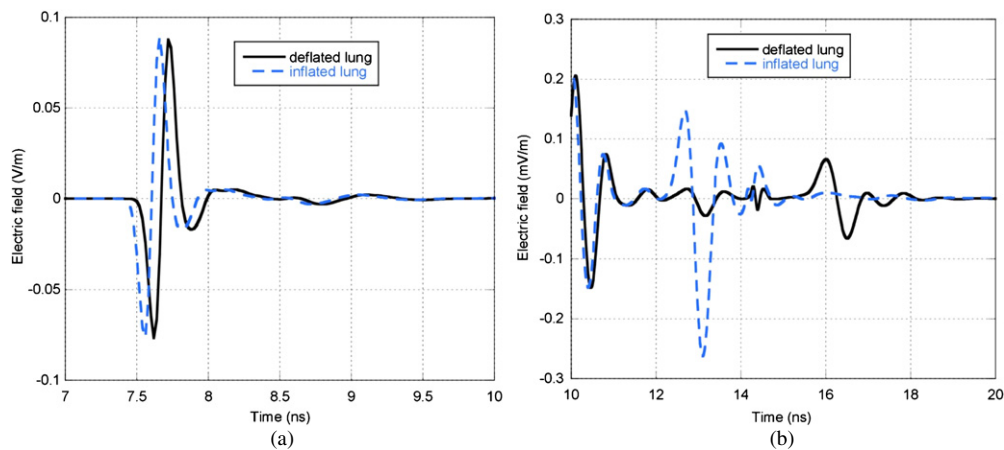 0.1
0.05
0
-0.05
-0.1
Electric field (V/m)
deflated lung
inflated lung
7 7.5 8 8.5 9 9.5 10
Time (ns)
(a)
0.3
0.2
0.1
0
-0.1
-0.2
-0.3
Electric field (mV/m)
deflated lung
inflated lung
10 12 14 16 18 20
Time (ns)
(b)